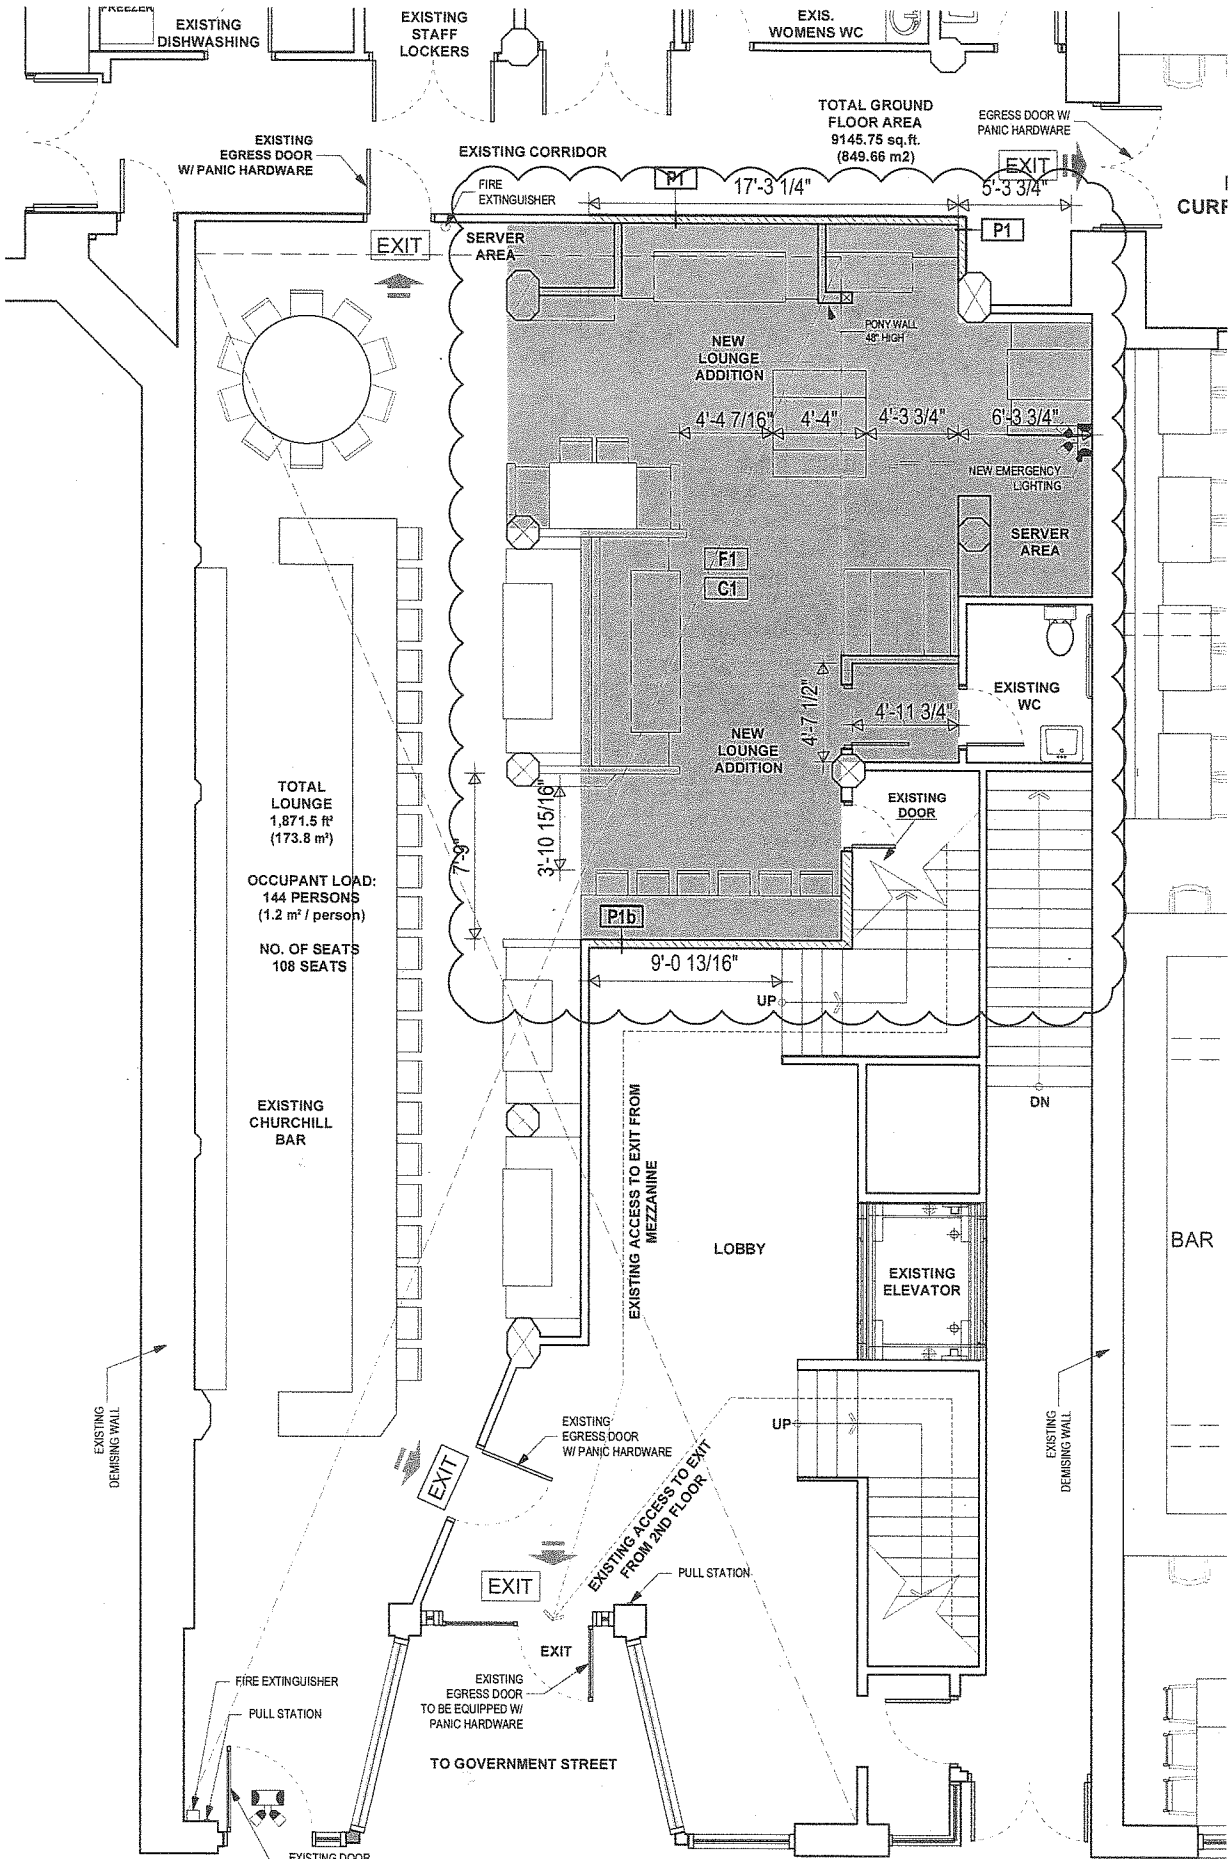 FREEZER
EXISTING
DISHWASHING
EXISTING
STAFF
LOCKERS
EXIS.
WOMENS WC
TOTAL GROUND
FLOOR AREA
9145.75 sq.ft.
(849.66 m2)
EGRESS DOOR W/
PANIC HARDWARE
EXISTING
EGRESS DOOR
W/ PANIC HARDWARE
EXISTING CORRIDOR
EXIT
FIRE
EXTINGUISHER
P1
17'-3 1/4"
5'-3 3/4"
CURF
EXIT
SERVER
AREA
P1
PONY WALL
48" HIGH
NEW
LOUNGE
ADDITION
4'-4 7/16"
4'-4"
4'-3 3/4"
6'-3 3/4"
NEW EMERGENCY
LIGHTING
SERVER
AREA
F1
C1
EXISTING
WC
4'-7 1/2"
4'-11 3/4"
NEW
LOUNGE
ADDITION
TOTAL
LOUNGE
1,871.5 ft²
(173.8 m²)
OCCUPANT LOAD:
144 PERSONS
(1.2 m² / person)
NO. OF SEATS
108 SEATS
7'-9"
3'-10 15/16"
EXISTING
DOOR
P1b
9'-0 13/16"
UP
DN
EXISTING
CHURCHILL
BAR
EXISTING ACCESS TO EXIT FROM
MEZZANINE
LOBBY
BAR
EXISTING
ELEVATOR
EXISTING
DEMISING WALL
EXISTING
EGRESS DOOR
W/ PANIC HARDWARE
UP
EXISTING
DEMISING WALL
EXIT
EXISTING ACCESS TO EXIT
FROM 2ND FLOOR
EXIT
PULL STATION
EXIT
EXISTING
EGRESS DOOR
TO BE EQUIPPED W/
PANIC HARDWARE
FIRE EXTINGUISHER
PULL STATION
TO GOVERNMENT STREET
EXISTING DOOR